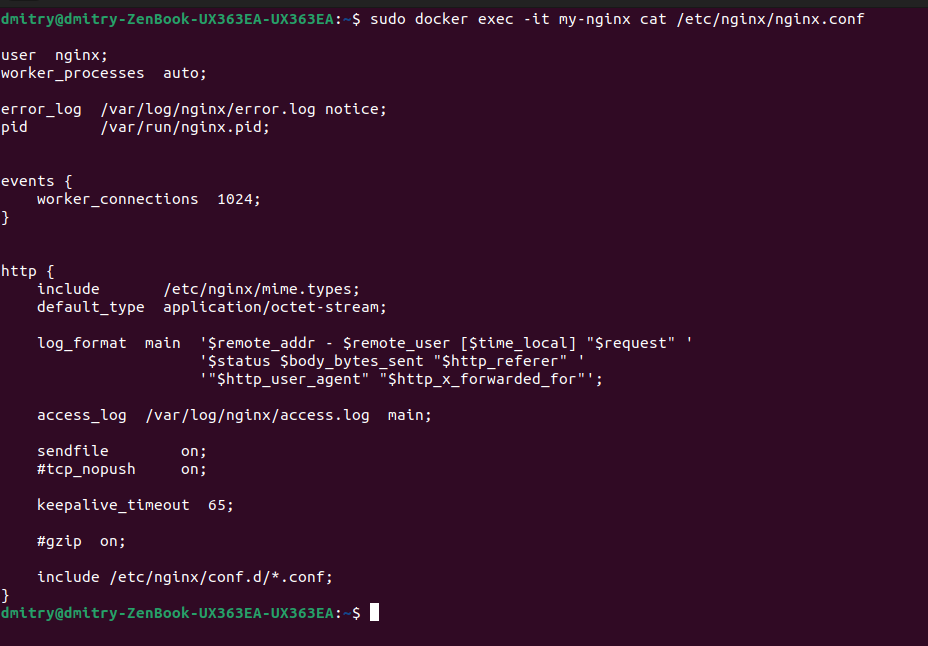 dmitry@dmitry-ZenBook-UX363EA-UX363EA:~$ sudo docker exec -it my-nginx cat /etc/nginx/nginx.conf
user  nginx;
worker_processes  auto;
error_log  /var/log/nginx/error.log notice;
pid        /var/run/nginx.pid;
events {
    worker_connections  1024;
}
http {
    include       /etc/nginx/mime.types;
    default_type  application/octet-stream;
    log_format  main  '$remote_addr - $remote_user [$time_local] "$request" '
                      '$status $body_bytes_sent "$http_referer" '
                      '"$http_user_agent" "$http_x_forwarded_for"';
    access_log  /var/log/nginx/access.log  main;
    sendfile        on;
    #tcp_nopush     on;
    keepalive_timeout  65;
    #gzip  on;
    include /etc/nginx/conf.d/*.conf;
}
dmitry@dmitry-ZenBook-UX363EA-UX363EA:~$